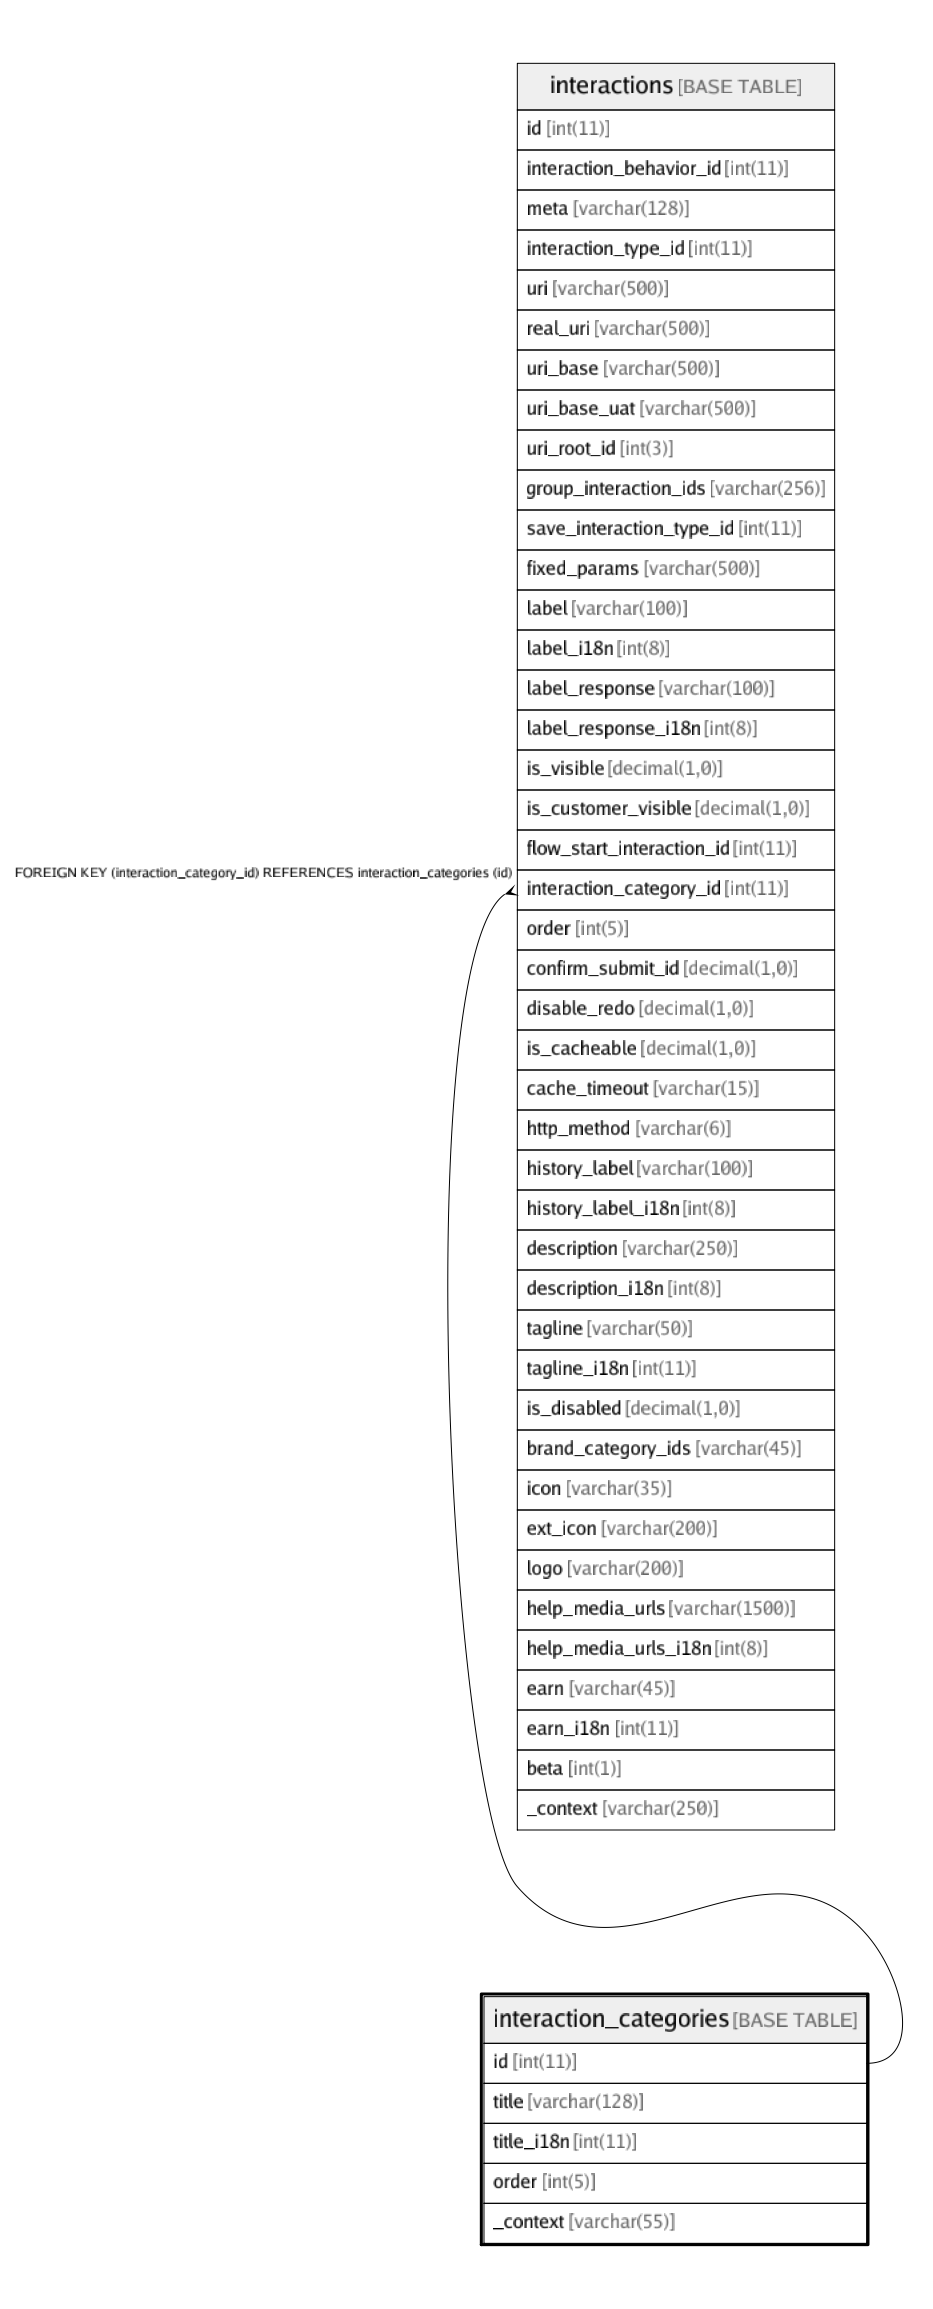 interactions [BASE TABLE]
id [int(11)]
interaction_behavior_id [int(11)]
meta [varchar(128)]
interaction_type_id [int(11)]
uri [varchar(500)]
real_uri [varchar(500)]
uri_base [varchar(500)]
uri_base_uat [varchar(500)]
uri_root_id [int(3)]
group_interaction_ids [varchar(256)]
save_interaction_type_id [int(11)]
fixed_params [varchar(500)]
label [varchar(100)]
label_i18n [int(8)]
label_response [varchar(100)]
label_response_i18n [int(8)]
is_visible [decimal(1,0)]
is_customer_visible [decimal(1,0)]
flow_start_interaction_id [int(11)]
FOREIGN KEY (interaction_category_id) REFERENCES interaction_categories (id)
interaction_category_id [int(11)]
order [int(5)]
confirm_submit_id [decimal(1,0)]
disable_redo [decimal(1,0)]
is_cacheable [decimal(1,0)]
cache_timeout [varchar(15)]
http_method [varchar(6)]
history_label [varchar(100)]
history_label_i18n [int(8)]
description [varchar(250)]
description_i18n [int(8)]
tagline [varchar(50)]
tagline_i18n [int(11)]
is_disabled [decimal(1,0)]
brand_category_ids [varchar(45)]
icon [varchar(35)]
ext_icon [varchar(200)]
logo [varchar(200)]
help_media_urls [varchar(1500)]
help_media_urls_i18n [int(8)]
earn [varchar(45)]
earn_i18n [int(11)]
beta [int(1)]
_context [varchar(250)]
interaction_categories [BASE TABLE]
id [int(11)]
title [varchar(128)]
title_i18n [int(11)]
order [int(5)]
_context [varchar(55)]